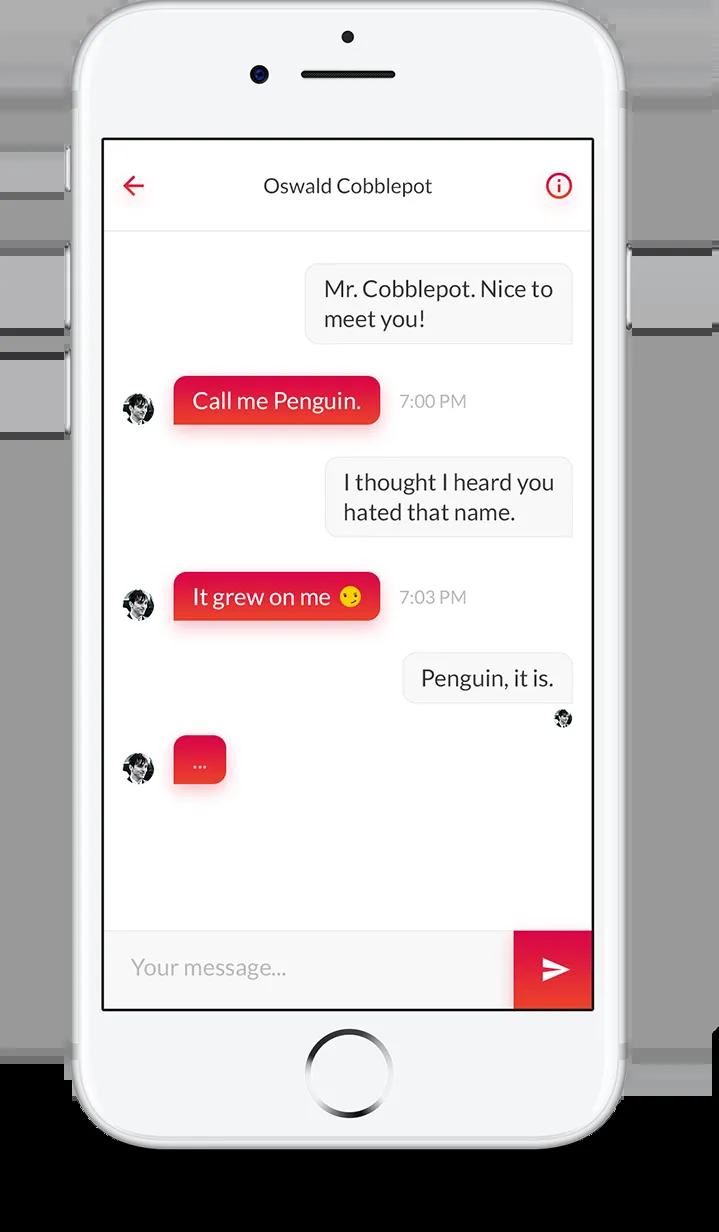 Oswald Cobblepot
Mr. Cobblepot. Nice to
meet you!
Call me Penguin. 7:00 PM
I thought I heard you
hated that name.
It grew on me 😏 7:03 PM
Penguin, it is.
...
Your message...